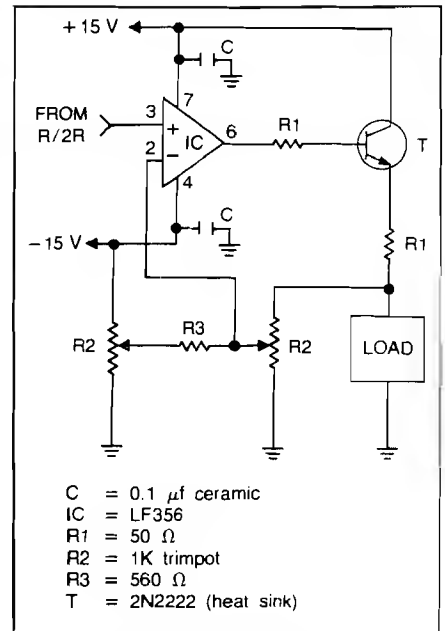 +15 V
C
FROM
R/2R
3
7
+
IC
6
2
−
4
R1
T
C
−15 V
R1
R2
R3
R2
LOAD
C = 0.1 μf ceramic
IC = LF356
R1 = 50 Ω
R2 = 1K trimpot
R3 = 560 Ω
T = 2N2222 (heat sink)